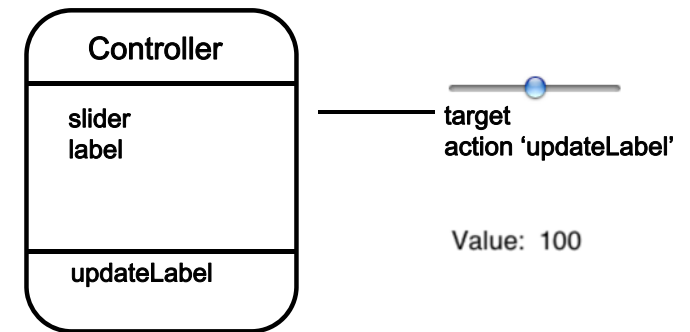 Controller
slider
label
updateLabel
target
action ‘updateLabel’
Value: 100